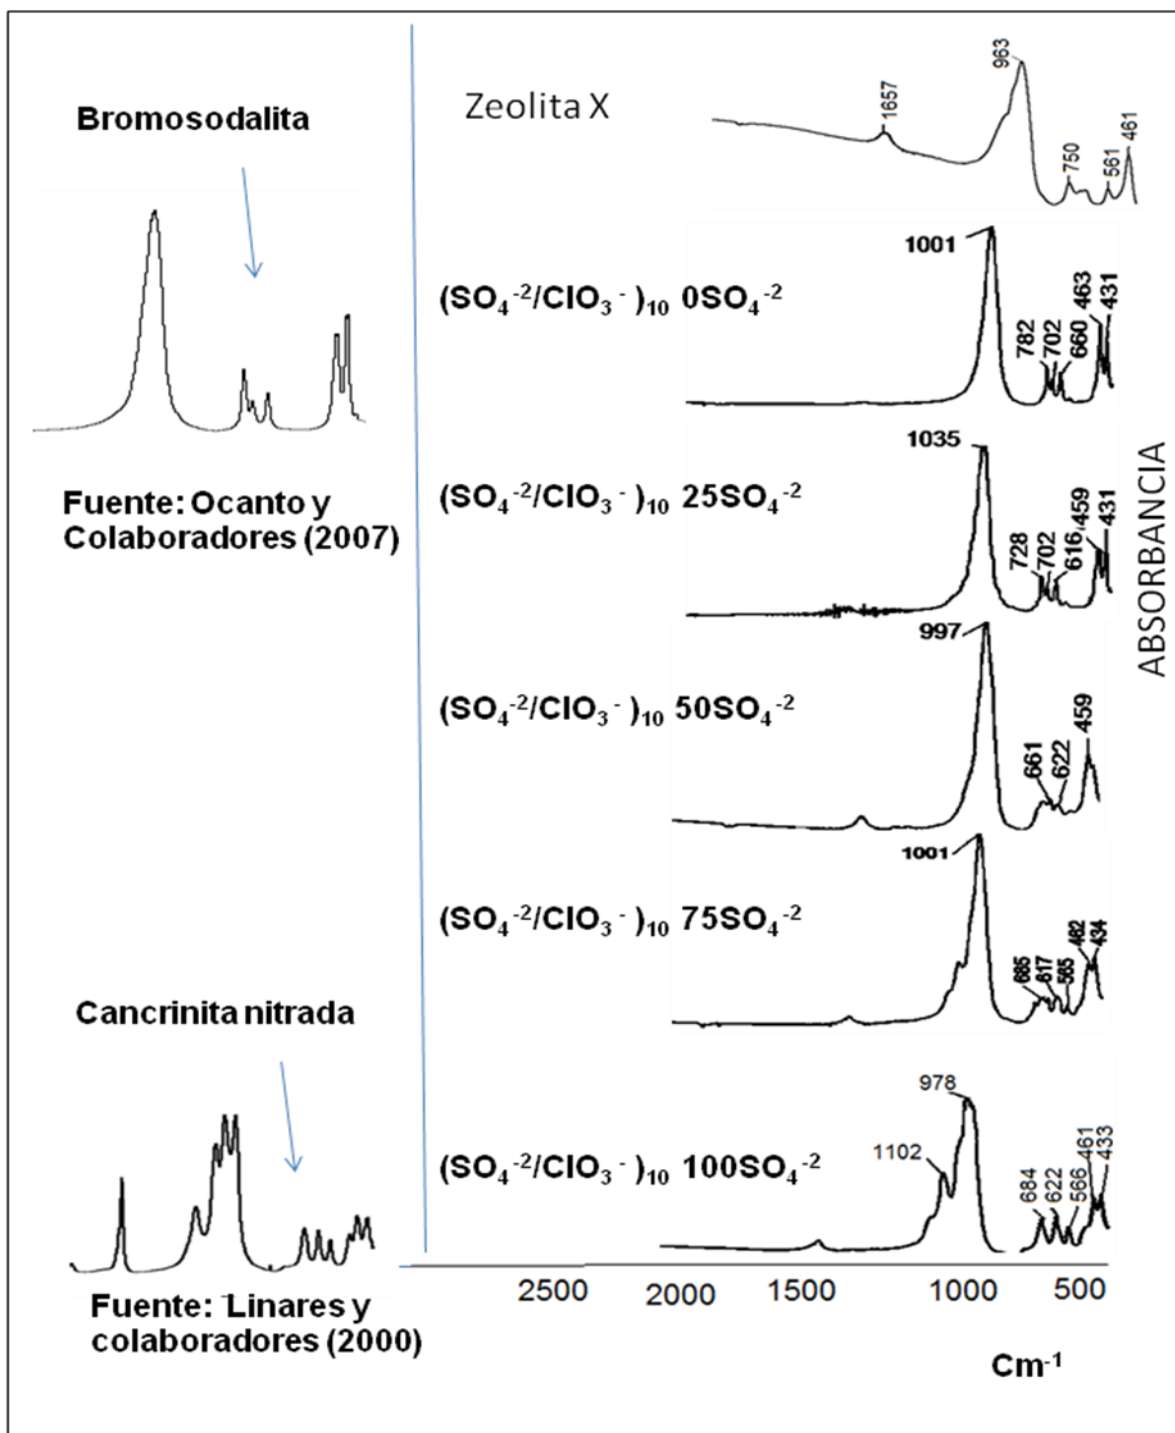 Bromosodalita
Fuente: Ocanto y
Colaboradores (2007)
Cancrinita nitrada
Fuente: Linares y
colaboradores (2000)
Zeolita X
1657
963
750
561
461
(SO₄⁻²/ClO₃⁻ )₁₀ 0SO₄⁻²
1001
782
702
660
463
431
(SO₄⁻²/ClO₃⁻ )₁₀ 25SO₄⁻²
1035
728
702
616
459
431
(SO₄⁻²/ClO₃⁻ )₁₀ 50SO₄⁻²
997
661
622
459
(SO₄⁻²/ClO₃⁻ )₁₀ 75SO₄⁻²
1001
685
617
565
462
434
(SO₄⁻²/ClO₃⁻ )₁₀ 100SO₄⁻²
1102
978
684
622
566
461
433
ABSORBANCIA
2500 2000 1500 1000 500
Cm⁻¹